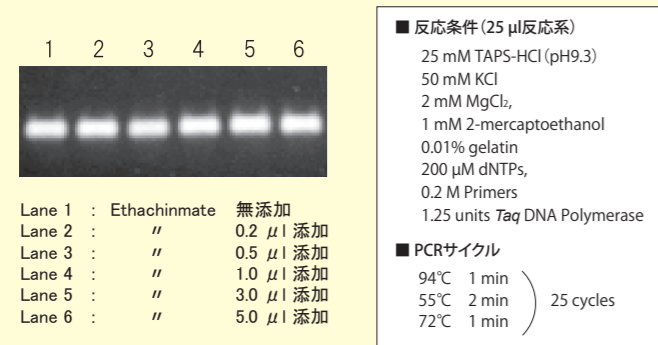 1 2 3 4 5 6
Lane 1 : Ethachinmate 無添加
Lane 2 : 〃 0.2 μl 添加
Lane 3 : 〃 0.5 μl 添加
Lane 4 : 〃 1.0 μl 添加
Lane 5 : 〃 3.0 μl 添加
Lane 6 : 〃 5.0 μl 添加
■ 反応条件（25 μl反応系）
25 mM TAPS-HCl（pH9.3）
50 mM KCl
2 mM MgCl₂,
1 mM 2-mercaptoethanol
0.01% gelatin
200 μM dNTPs,
0.2 M Primers
1.25 units Taq DNA Polymerase
■ PCRサイクル
94℃ 1 min
55℃ 2 min 25 cycles
72℃ 1 min